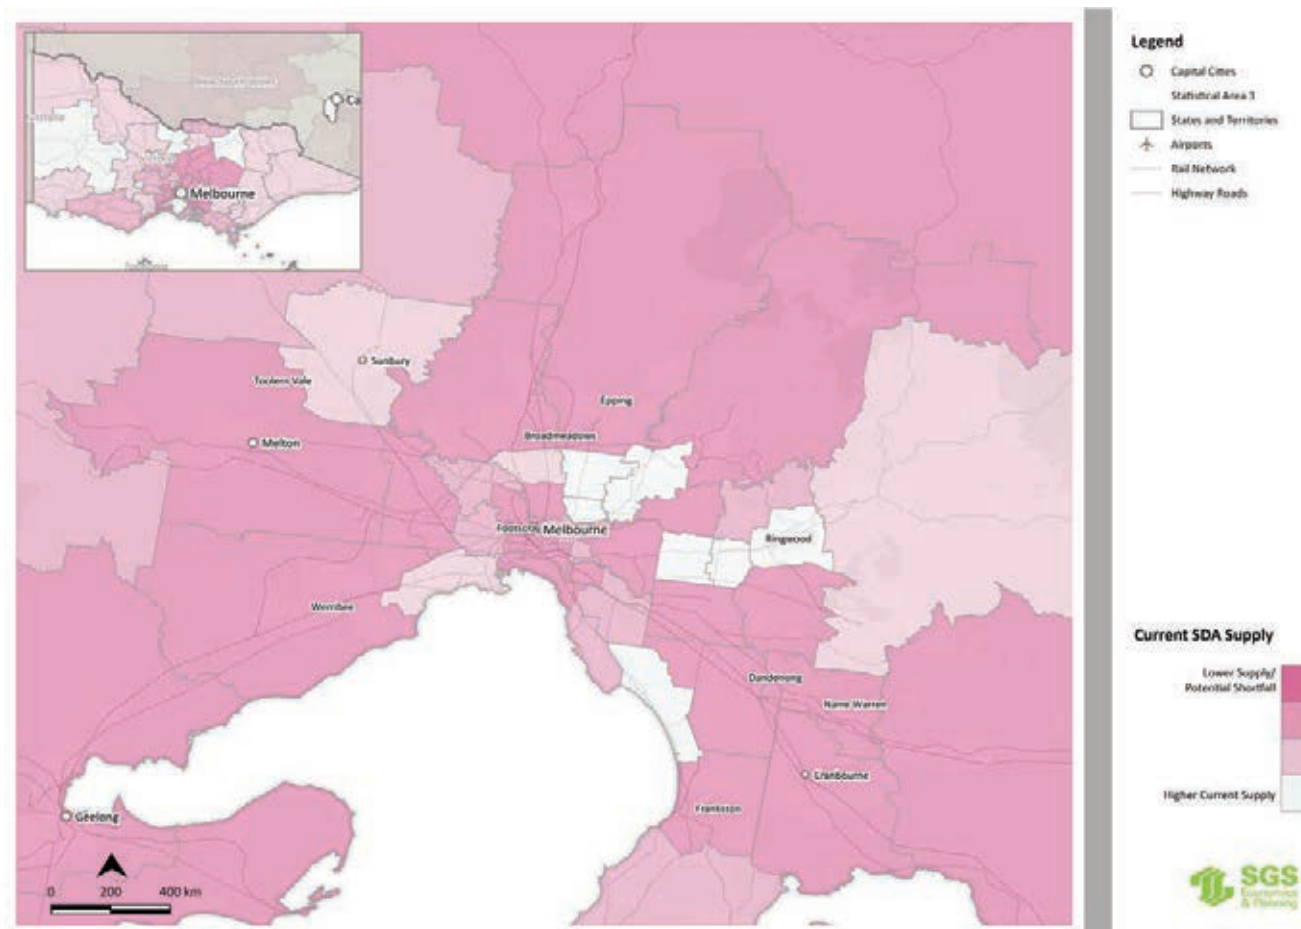 Melbourne
Sunbury
Toolern Vale
Melton
Epping
Broadmeadows
Melbourne
Ringwood
Werribee
Dandenong
Narre Warren
Cranbourne
Frankston
Geelong
0 200 400 km
Legend
Capital Cities
Statistical Area 3
States and Territories
Airports
Rail Network
Highway Roads
Current SDA Supply
Lower Supply/
Potential Shortfall
Higher Current Supply
SGS
Economics
& Planning